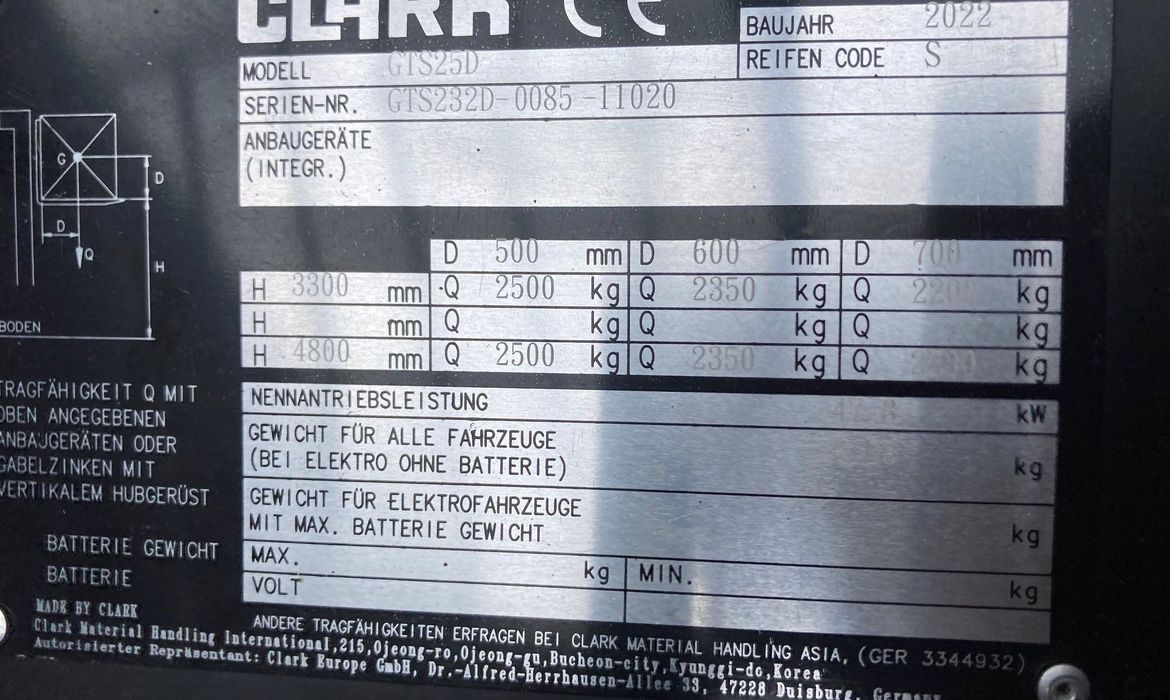 CLARK CE
BAUJAHR 2022
MODELL GTS25D REIFEN CODE S
SERIEN-NR. GTS232D-0085-11020
ANBAUGERÄTE
(INTEGR.)
G
D
D
Q
H
BODEN
D 500 mm D 600 mm D 700 mm
H 3300 mm Q 2500 kg Q 2350 kg Q kg
H mm Q kg Q kg Q kg
H 4800 mm Q 2500 kg Q 2350 kg Q kg
TRAGFÄHIGKEIT Q MIT
OBEN ANGEGEBENEN
ANBAUGERÄTEN ODER
GABELZINKEN MIT
VERTIKALEM HUBGERÜST
NENNANTRIEBSLEISTUNG kW
GEWICHT FÜR ALLE FAHRZEUGE
(BEI ELEKTRO OHNE BATTERIE) kg
GEWICHT FÜR ELEKTROFAHRZEUGE
MIT MAX. BATTERIE GEWICHT kg
BATTERIE GEWICHT MAX. kg MIN. kg
BATTERIE VOLT
MADE BY CLARK
ANDERE TRAGFÄHIGKEITEN ERFRAGEN BEI CLARK MATERIAL HANDLING ASIA, (GER 3344932)
Clark Material Handling International,215,Ojeong-ro,Ojeong-gu,Bucheon-city,Kyunggi-do,Korea
Autorisierter Repräsentant: Clark Europe GmbH, Dr.-Alfred-Herrhausen-Allee 33, 47228 Duisburg, Germany